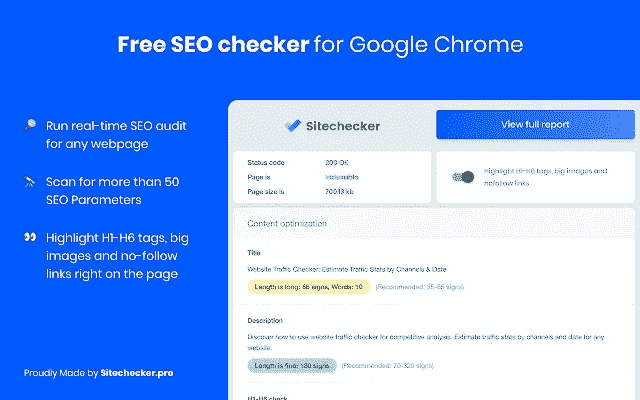 Free SEO checker for Google Chrome
Run real-time SEO audit
for any webpage
Scan for more than 50
SEO Parameters
Highlight H1-H6 tags, big
images and no-follow
links right on the page
Proudly Made by Sitechecker.pro
Sitechecker
View full report
Status code 200 OK
Page is Indexable
Page size is
Highlight H1-H6 tags, big images and
nofollow links
Content optimization
Title
Website Traffic Checker: Estimate Traffic Stats by Channels & Date
Length is long: 66 signs, Words: 10 (Recommended: 35-65 signs)
Description
Discover how to use website traffic checker for competitive analysis. Estimate traffic stats by channels and date for any
website.
Length is fine: 130 signs (Recommended: 70-320 signs)
H1-H6 check